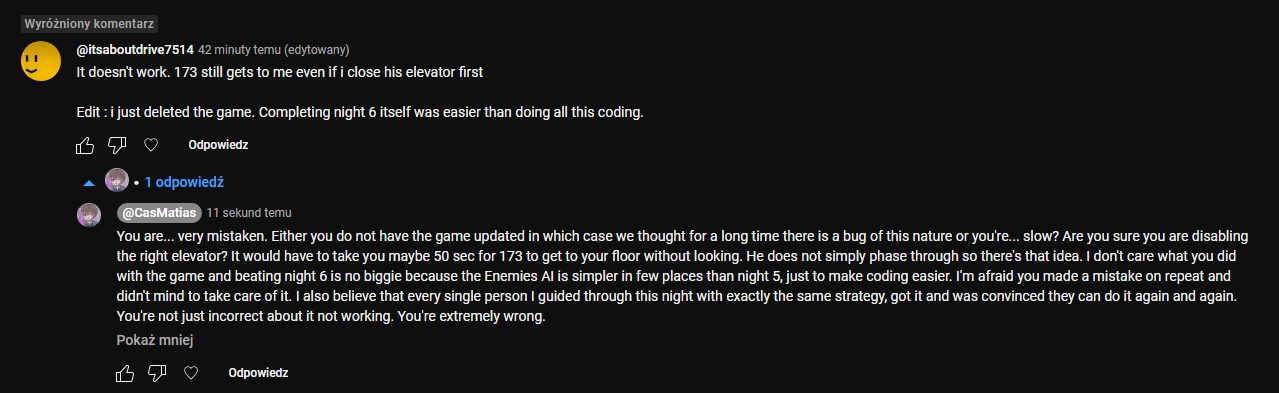 Wyróżniony komentarz
@itsaboutdrive7514 42 minuty temu (edytowany)
It doesn't work. 173 still gets to me even if i close his elevator first
Edit : i just deleted the game. Completing night 6 itself was easier than doing all this coding.
Odpowiedz
• 1 odpowiedź
@CasMatias 11 sekund temu
You are... very mistaken. Either you do not have the game updated in which case we thought for a long time there is a bug of this nature or you're... slow? Are you sure you are disabling
the right elevator? It would have to take you maybe 50 sec for 173 to get to your floor without looking. He does not simply phase through so there's that idea. I don't care what you did
with the game and beating night 6 is no biggie because the Enemies AI is simpler in few places than night 5, just to make coding easier. I'm afraid you made a mistake on repeat and
didn't mind to take care of it. I also believe that every single person I guided through this night with exactly the same strategy, got it and was convinced they can do it again and again.
You're not just incorrect about it not working. You're extremely wrong.
Pokaż mniej
Odpowiedz